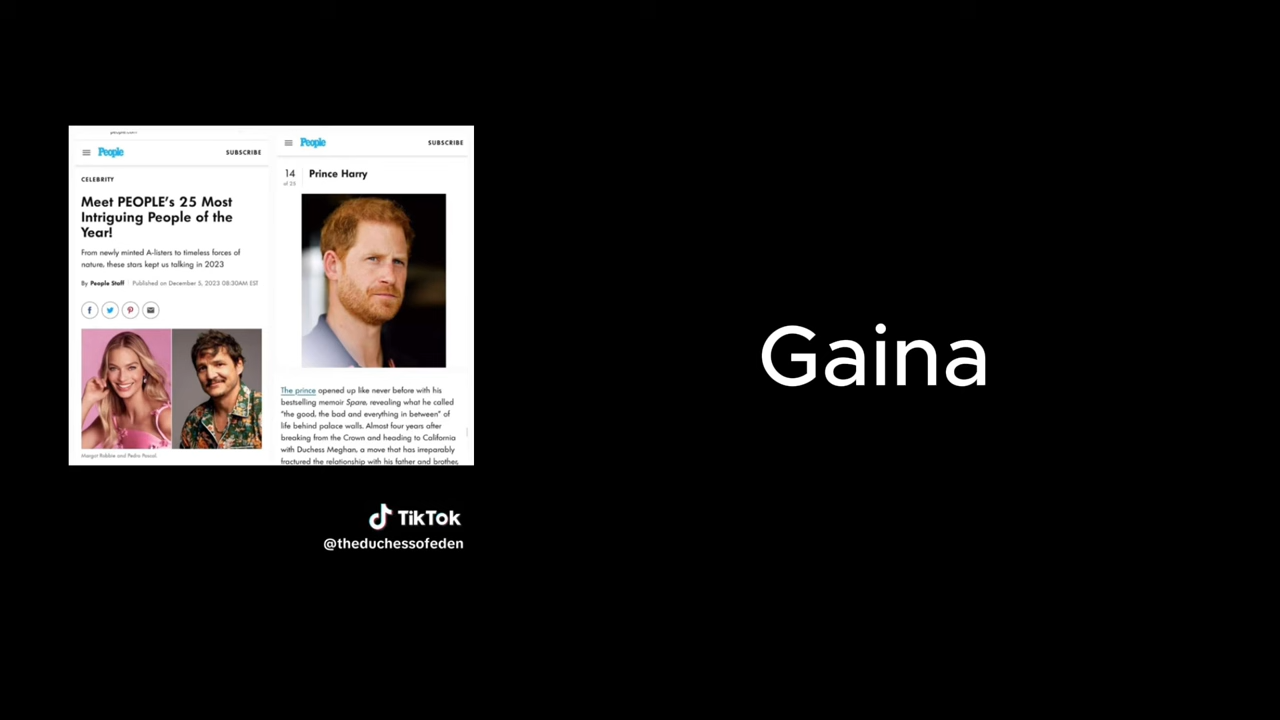 People
SUBSCRIBE
CELEBRITY
Meet PEOPLE's 25 Most
Intriguing People of the
Year!
From newly minted A-listers to timeless forces of
nature, these stars kept us talking in 2023
By People Staff | Published on December 5, 2023 08:30AM EST
Margot Robbie and Pedro Pascal.
People
SUBSCRIBE
14
of 25
Prince Harry
The prince opened up like never before with his
bestselling memoir Spare, revealing what he called
"the good, the bad and everything in between" of
life behind palace walls. Almost four years after
breaking from the Crown and heading to California
with Duchess Meghan, a move that has irreparably
fractured the relationship with his father and brother,
TikTok
@theduchessofeden
Gaina